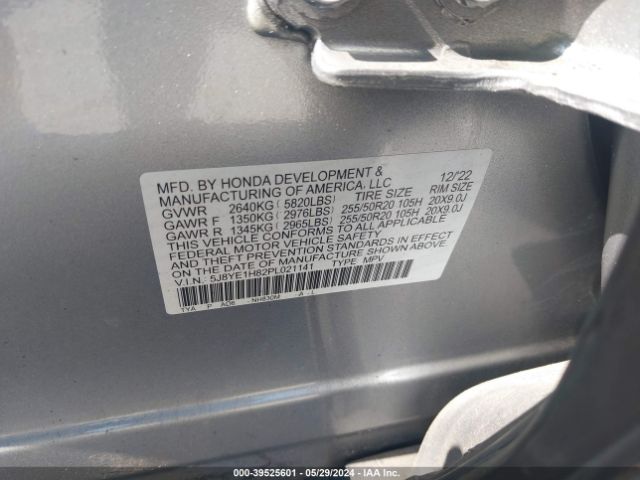 MFD. BY HONDA DEVELOPMENT & 12/22
MANUFACTURING OF AMERICA, LLC TIRE SIZE RIM SIZE
GVWR 2640KG ( 5820LBS)
GAWR F 1350KG ( 2976LBS) 255/50R20 105H 20X9.0J
GAWR R 1345KG ( 2965LBS) 255/50R20 105H 20X9.0J
THIS VEHICLE CONFORMS TO ALL APPLICABLE
FEDERAL MOTOR VEHICLE SAFETY
AND THEFT PREVENTION STANDARDS IN EFFECT
ON THE DATE OF MANUFACTURE SHOWN ABOVE.
V.I.N.: 5J8YE1H82PL021141 TYPE: MPV
TYA P AD6 NH830M A L
000-39525601 - 05/29/2024 - IAA Inc.